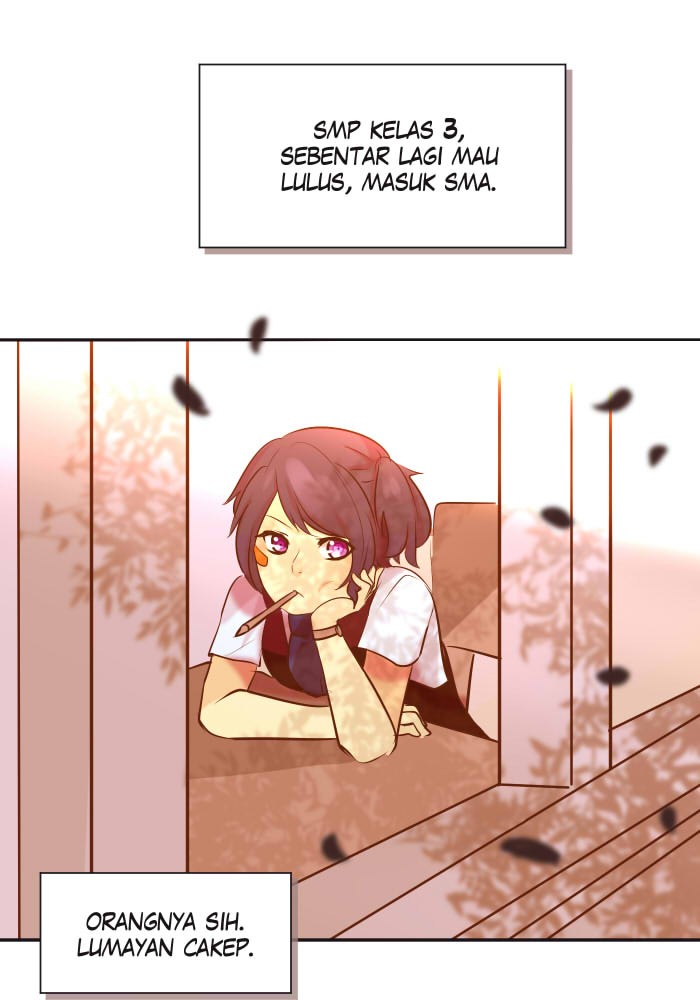 SMP KELAS 3,
SEBENTAR LAGI MAU
LULUS, MASUK SMA.
ORANGNYA SIH.
LUMAYAN CAKEP.